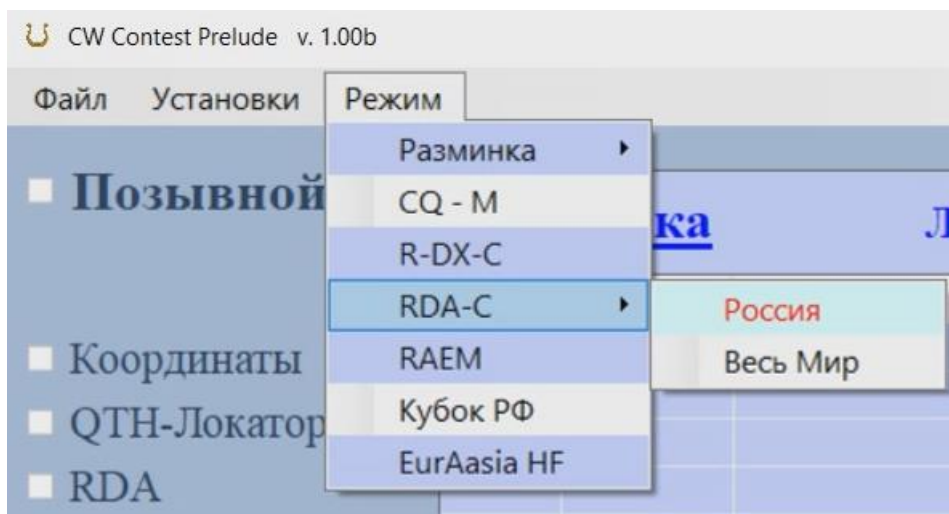 CW Contest Prelude v. 1.00b
Файл Установки Режим
Разминка
Позывной
CQ - M
ка Л
R-DX-C
RDA-C
Россия
Координаты
RAEM
Весь Мир
QTH-Локатор
Кубок РФ
EurAasia HF
RDA